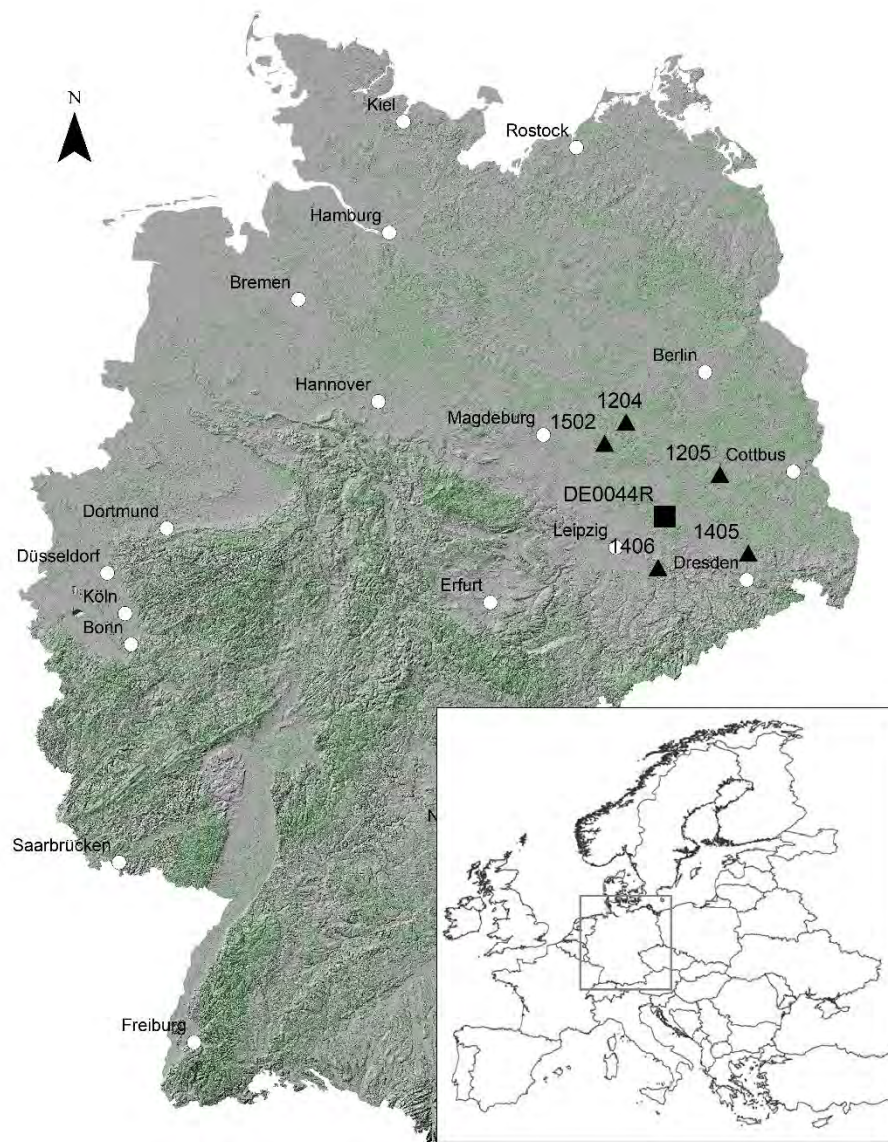 N
Kiel
Rostock
Hamburg
Bremen
Berlin
Hannover
1204
Magdeburg
1502
1205
Cottbus
DE0044R
Dortmund
Leipzig
1405
1406
Düsseldorf
Dresden
Köln
Erfurt
Bonn
N
Saarbrücken
Freiburg